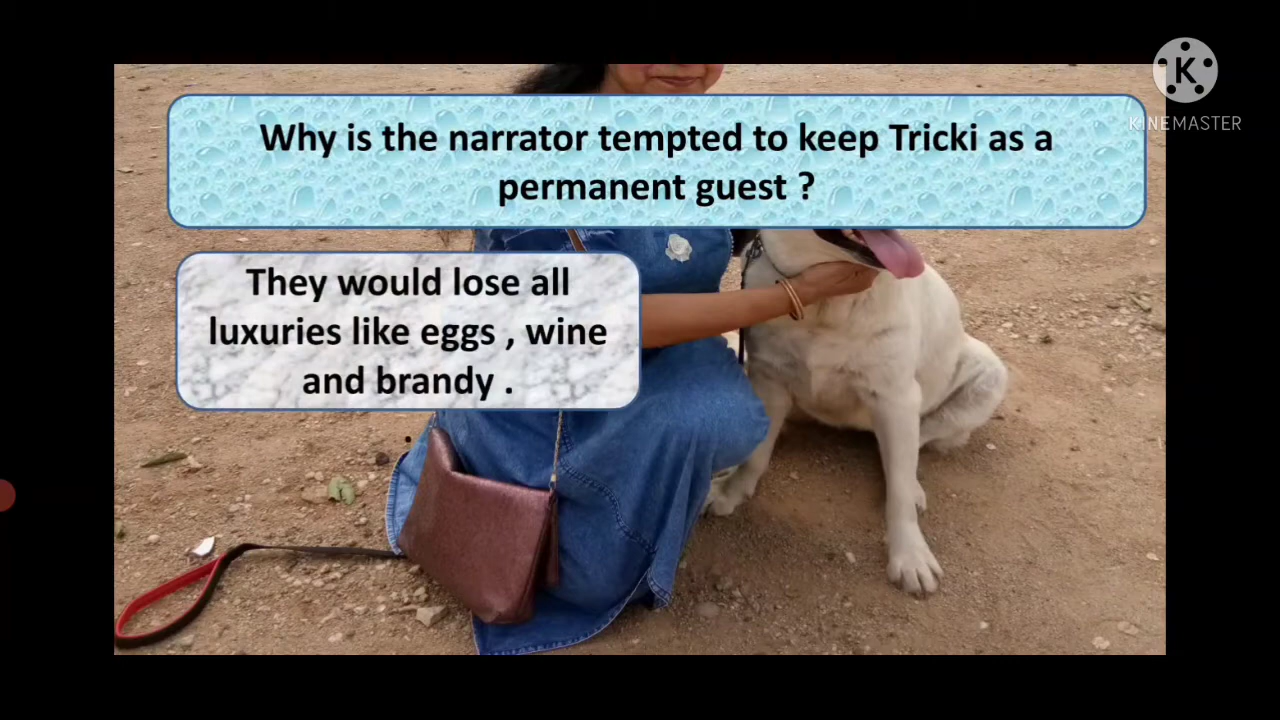 K
KINEMASTER
Why is the narrator tempted to keep Tricki as a
permanent guest ?
They would lose all
luxuries like eggs , wine
and brandy .